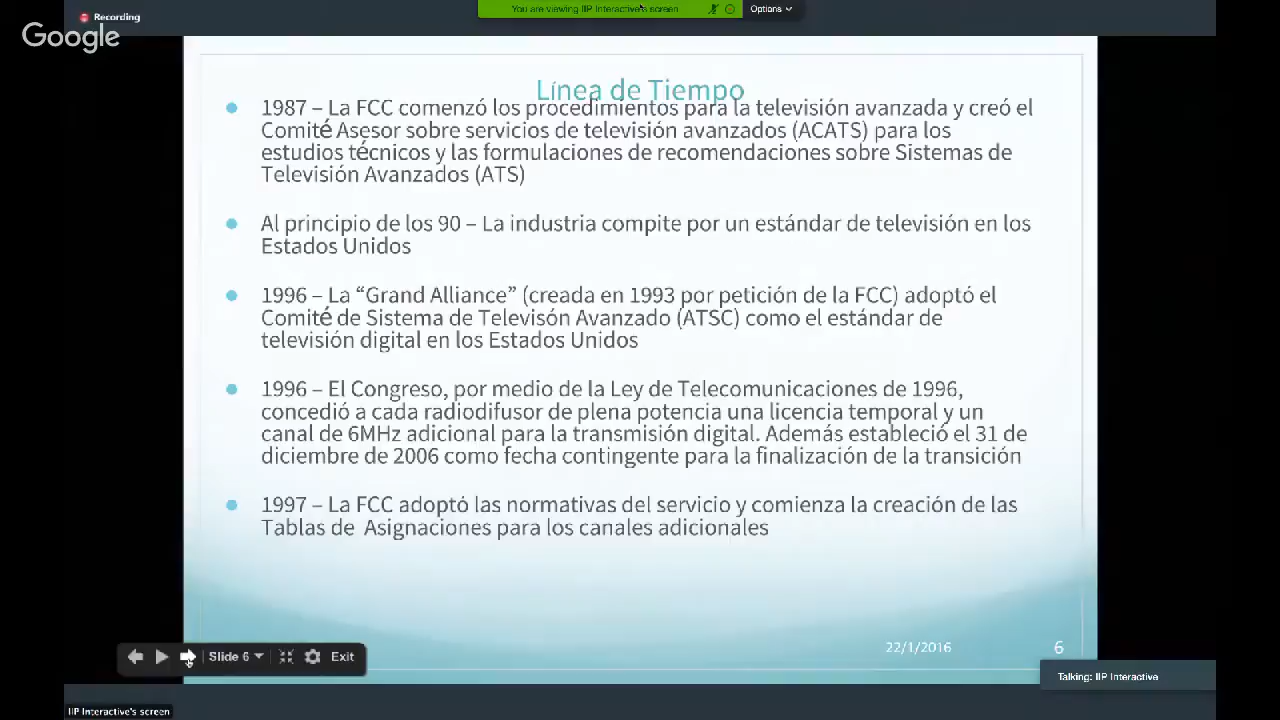 Recording
You are viewing IIP Interactive's screen
Options
Google
Línea de Tiempo
1987 – La FCC comenzó los procedimientos para la televisión avanzada y creó el
Comité Asesor sobre servicios de televisión avanzados (ACATS) para los
estudios técnicos y las formulaciones de recomendaciones sobre Sistemas de
Televisión Avanzados (ATS)
Al principio de los 90 – La industria compite por un estándar de televisión en los
Estados Unidos
1996 – La “Grand Alliance” (creada en 1993 por petición de la FCC) adoptó el
Comité de Sistema de Televisón Avanzado (ATSC) como el estándar de
televisión digital en los Estados Unidos
1996 – El Congreso, por medio de la Ley de Telecomunicaciones de 1996,
concedió a cada radiodifusor de plena potencia una licencia temporal y un
canal de 6MHz adicional para la transmisión digital. Además estableció el 31 de
diciembre de 2006 como fecha contingente para la finalización de la transición
1997 – La FCC adoptó las normativas del servicio y comienza la creación de las
Tablas de  Asignaciones para los canales adicionales
22/1/2016
6
Slide 6
Exit
Talking: IIP Interactive
IIP Interactive's screen